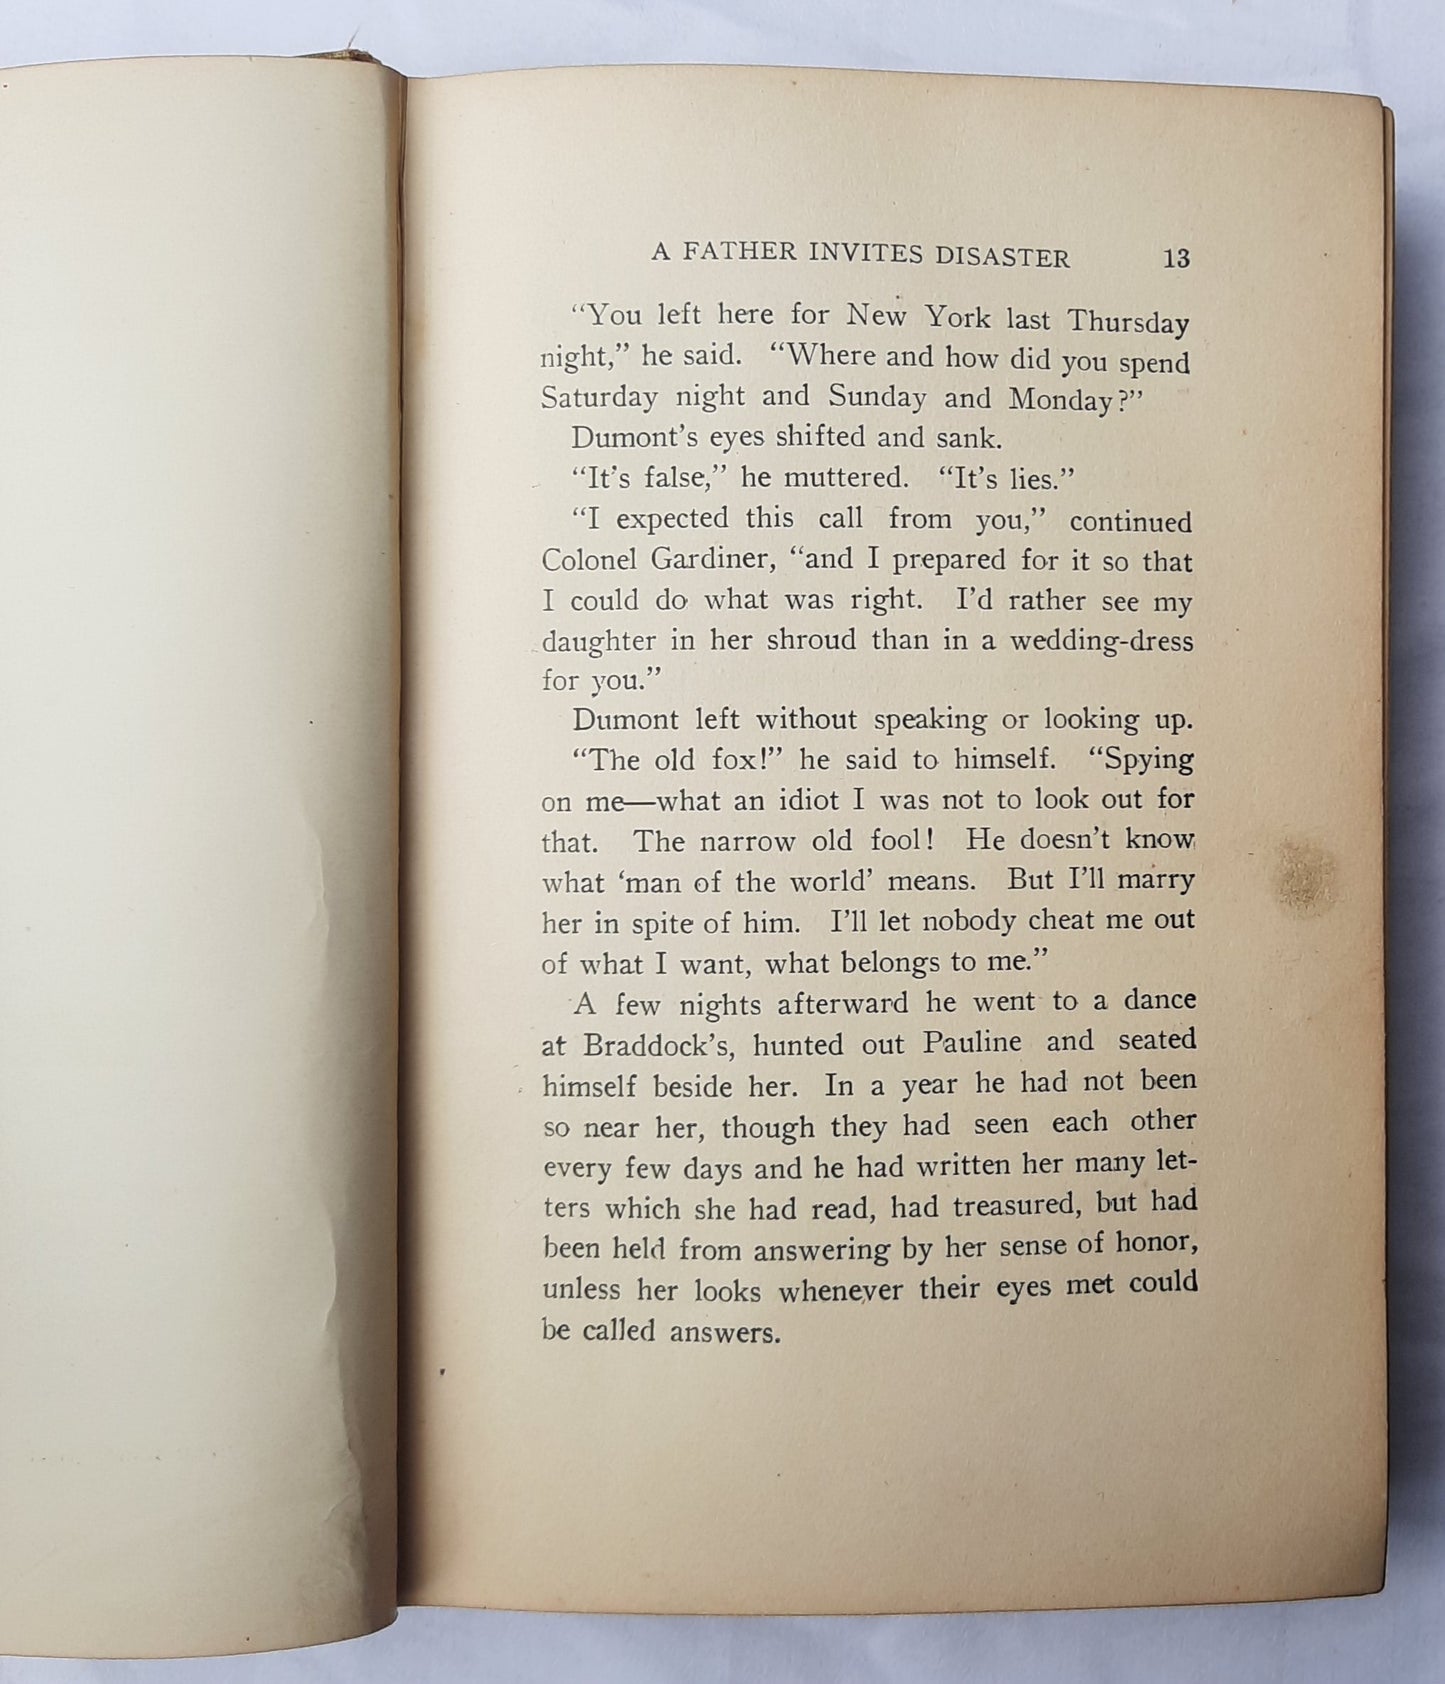 A FATHER INVITES DISASTER 13
“You left here for New York last Thursday
night,” he said. “Where and how did you spend
Saturday night and Sunday and Monday?”
Dumont’s eyes shifted and sank.
“It’s false,” he muttered. “It’s lies.”
“I expected this call from you,” continued
Colonel Gardiner, “and I prepared for it so that
I could do what was right. I’d rather see my
daughter in her shroud than in a wedding-dress
for you.”
Dumont left without speaking or looking up.
“The old fox!” he said to himself. “Spying
on me—what an idiot I was not to look out for
that. The narrow old fool! He doesn’t know
what ‘man of the world’ means. But I’ll marry
her in spite of him. I’ll let nobody cheat me out
of what I want, what belongs to me.”
A few nights afterward he went to a dance
at Braddock’s, hunted out Pauline and seated
himself beside her. In a year he had not been
so near her, though they had seen each other
every few days and he had written her many let-
ters which she had read, had treasured, but had
been held from answering by her sense of honor,
unless her looks whenever their eyes met could
be called answers.